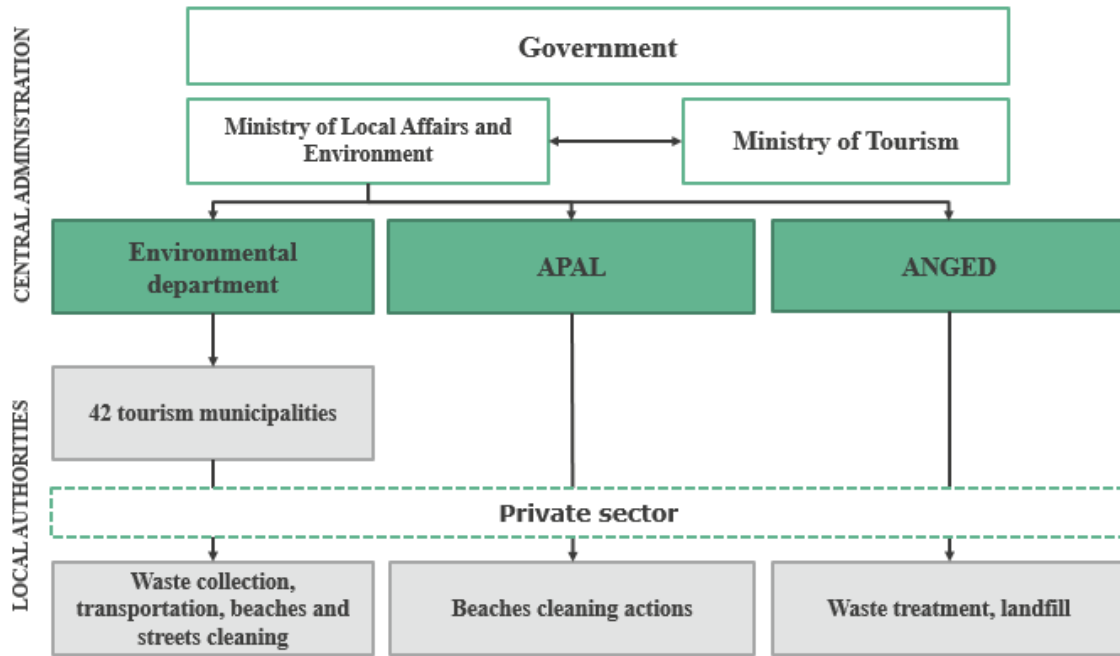 CENTRAL ADMINISTRATION
Government
Ministry of Local Affairs and
Environment
Ministry of Tourism
Environmental
department
APAL
ANGED
LOCAL AUTHORITIES
42 tourism municipalities
Private sector
Waste collection,
transportation, beaches and
streets cleaning
Beaches cleaning actions
Waste treatment, landfill